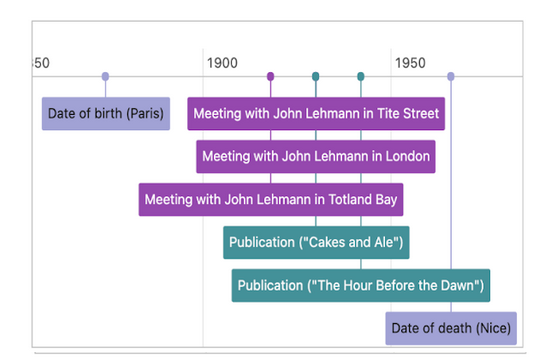 50
1900
1950
Date of birth (Paris)
Meeting with John Lehmann in Tite Street
Meeting with John Lehmann in London
Meeting with John Lehmann in Totland Bay
Publication ("Cakes and Ale")
Publication ("The Hour Before the Dawn")
Date of death (Nice)